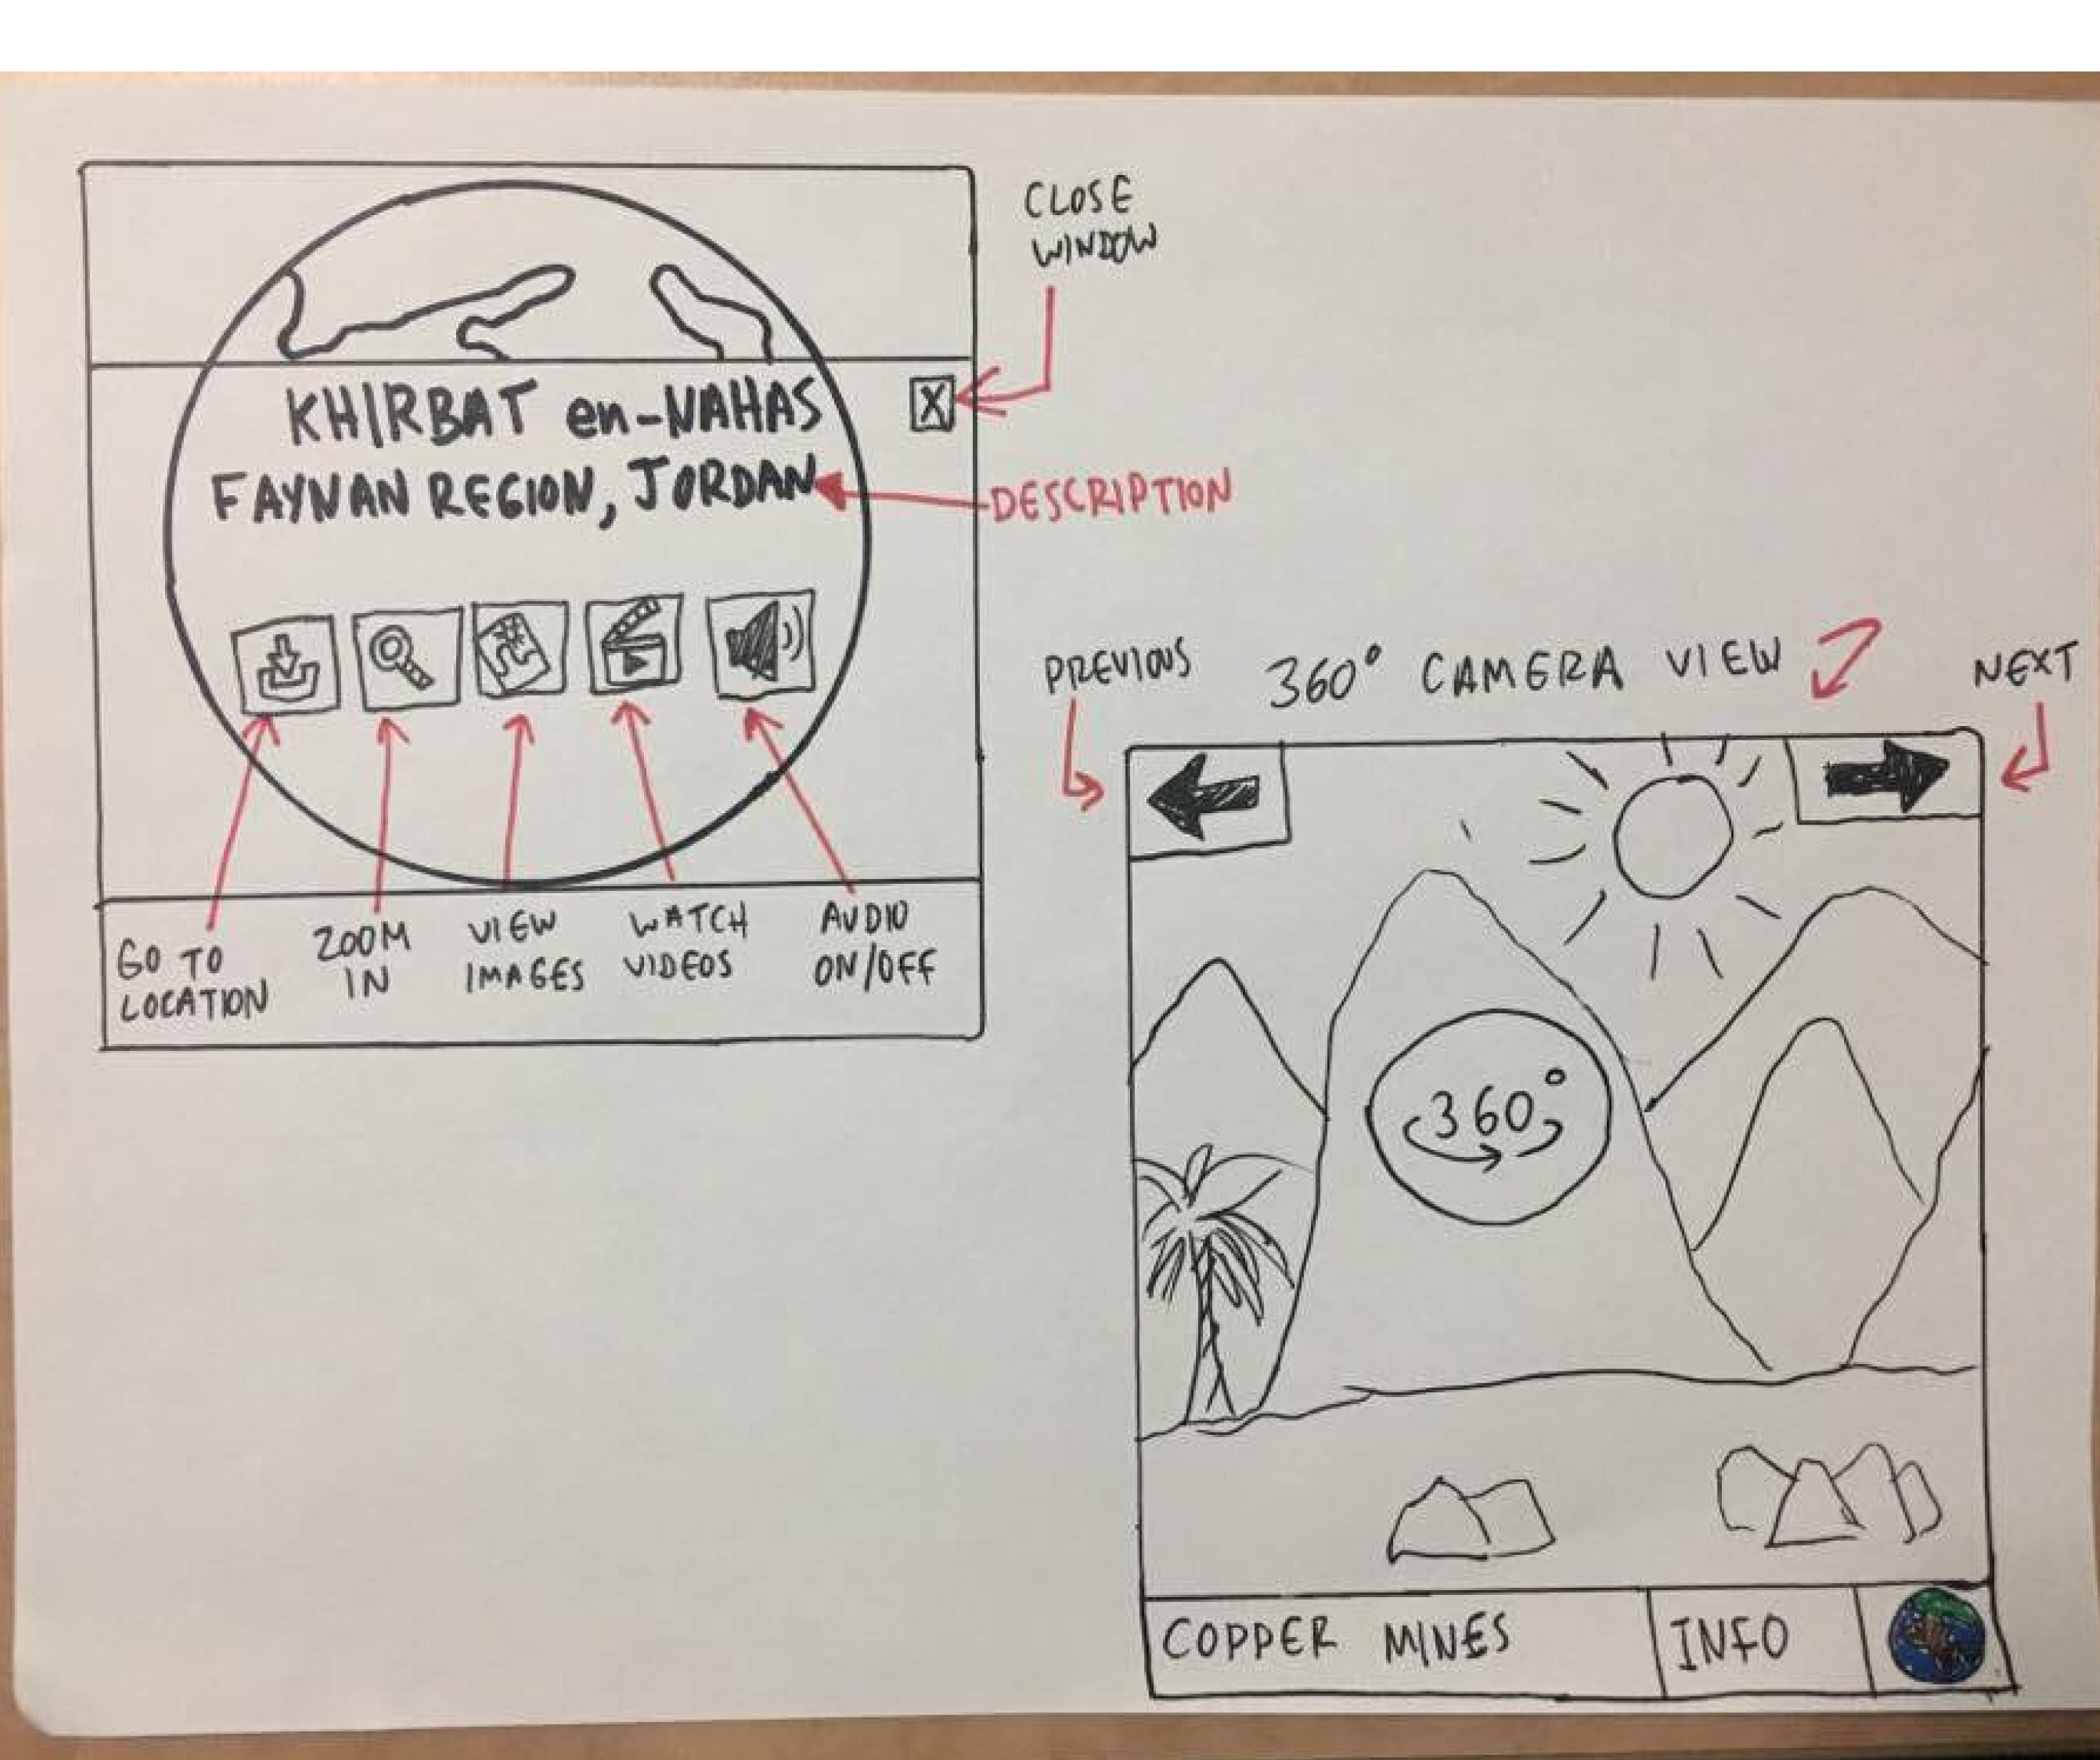 CLOSE
WINDOW
KHIRBAT en-NAHAS
X
FAYNAN REGION, JORDAN
DESCRIPTION
GO TO
LOCATION
ZOOM
IN
VIEW
IMAGES
WATCH
VIDEOS
AUDIO
ON/OFF
PREVIOUS
360° CAMERA VIEW
NEXT
360°
COPPER MINES
INFO